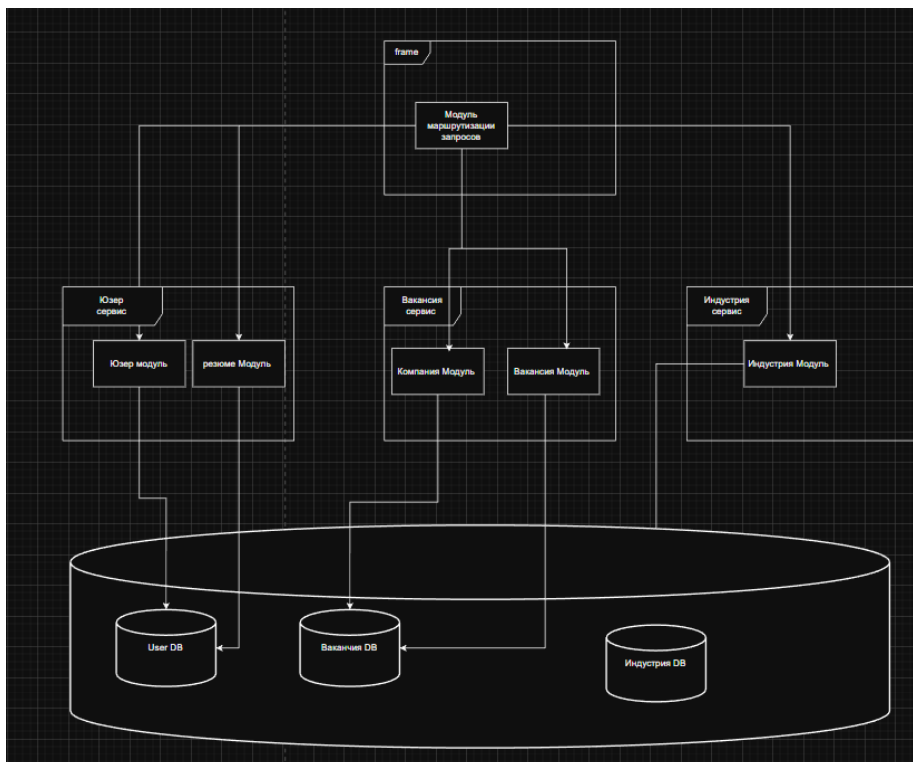 frame
Модуль
маршрутизации
запросов
Юзер
сервис
Вакансия
сервис
Индустрия
сервис
Юзер модуль
резюме Модуль
Компания Модуль
Вакансия Модуль
Индустрия Модуль
User DB
Ваканчия DB
Индустрия DB